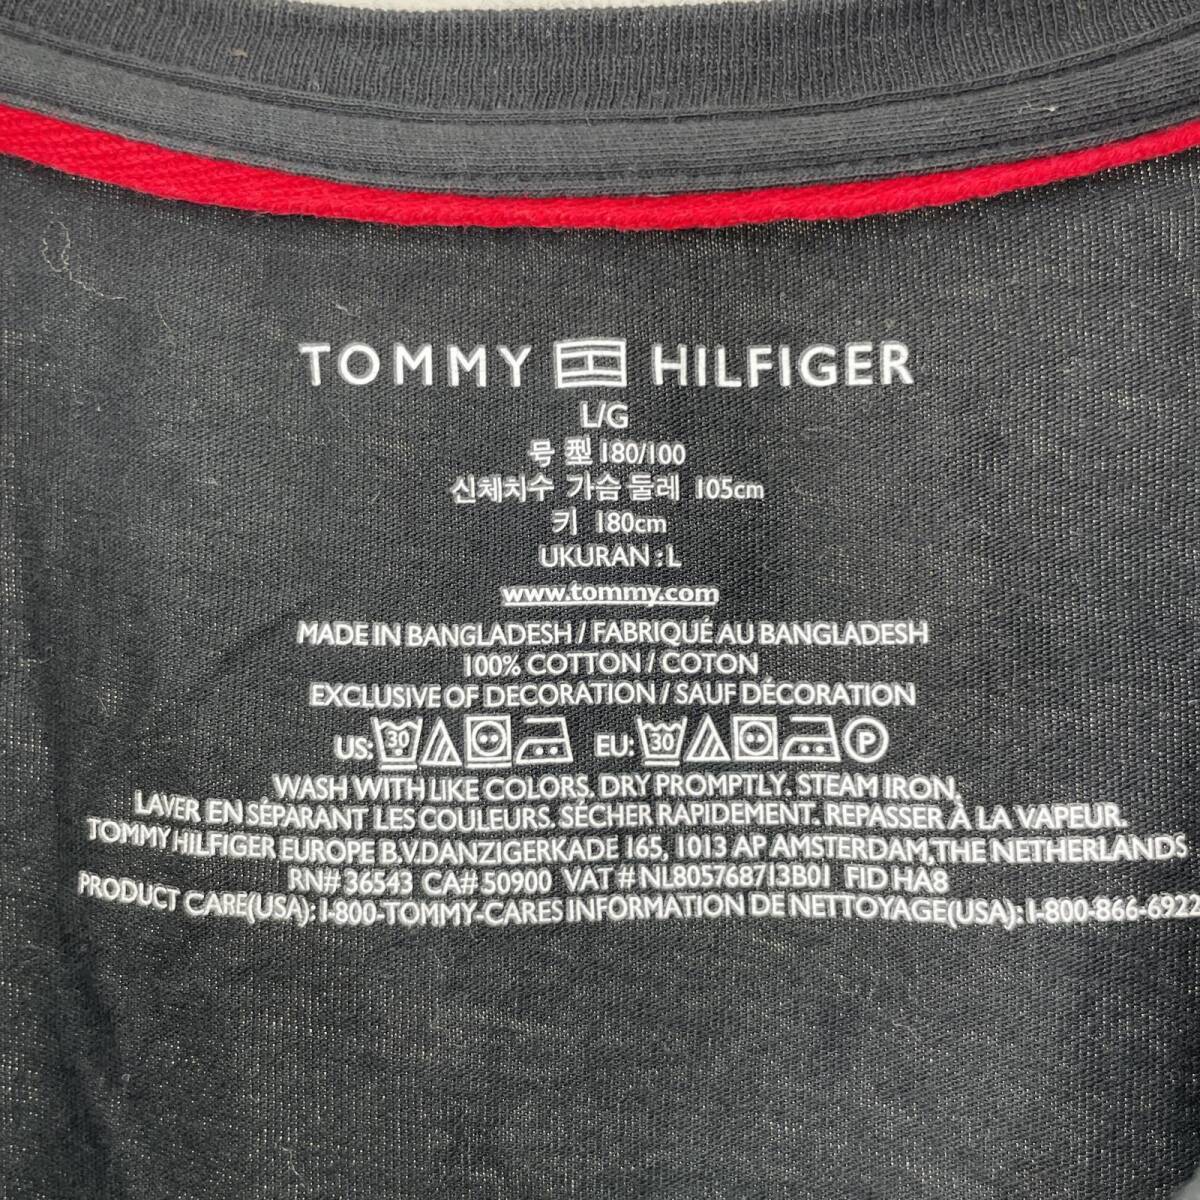 TOMMY HILFIGER
L/G
号型 180/100
신체치수 가슴둘레 105cm
키 180cm
UKURAN : L
www.tommy.com
MADE IN BANGLADESH / FABRIQUÉ AU BANGLADESH
100% COTTON / COTON
EXCLUSIVE OF DECORATION / SAUF DÉCORATION
US: 30 EU: 30 P
WASH WITH LIKE COLORS. DRY PROMPTLY. STEAM IRON.
LAVER EN SÉPARANT LES COULEURS. SÉCHER RAPIDEMENT. REPASSER À LA VAPEUR.
TOMMY HILFIGER EUROPE B.V.DANZIGERKADE 165, 1013 AP AMSTERDAM,THE NETHERLANDS
RN# 36543 CA# 50900 VAT # NL805768713B01 FID HA8
PRODUCT CARE(USA): 1-800-TOMMY-CARES INFORMATION DE NETTOYAGE(USA): 1-800-866-6922